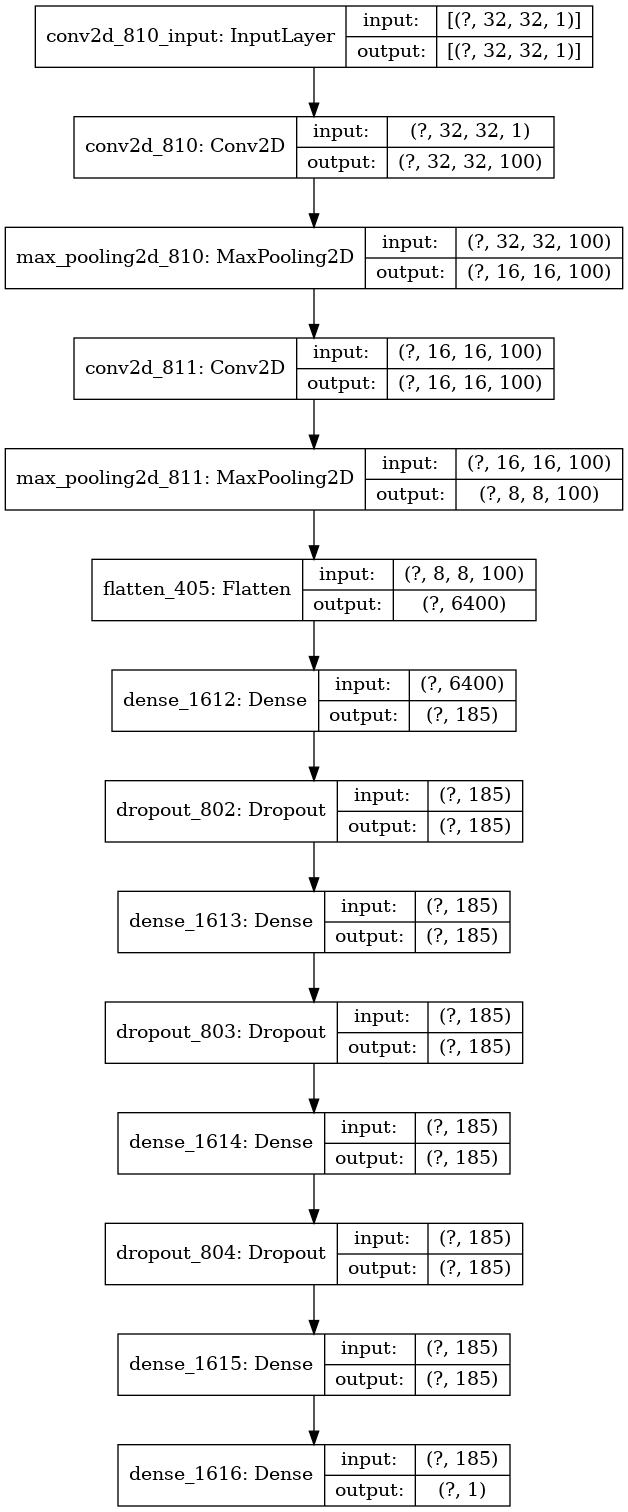 conv2d_810_input: InputLayer
input: [(?, 32, 32, 1)]
output: [(?, 32, 32, 1)]
conv2d_810: Conv2D
input: (?, 32, 32, 1)
output: (?, 32, 32, 100)
max_pooling2d_810: MaxPooling2D
input: (?, 32, 32, 100)
output: (?, 16, 16, 100)
conv2d_811: Conv2D
input: (?, 16, 16, 100)
output: (?, 16, 16, 100)
max_pooling2d_811: MaxPooling2D
input: (?, 16, 16, 100)
output: (?, 8, 8, 100)
flatten_405: Flatten
input: (?, 8, 8, 100)
output: (?, 6400)
dense_1612: Dense
input: (?, 6400)
output: (?, 185)
dropout_802: Dropout
input: (?, 185)
output: (?, 185)
dense_1613: Dense
input: (?, 185)
output: (?, 185)
dropout_803: Dropout
input: (?, 185)
output: (?, 185)
dense_1614: Dense
input: (?, 185)
output: (?, 185)
dropout_804: Dropout
input: (?, 185)
output: (?, 185)
dense_1615: Dense
input: (?, 185)
output: (?, 185)
dense_1616: Dense
input: (?, 185)
output: (?, 1)